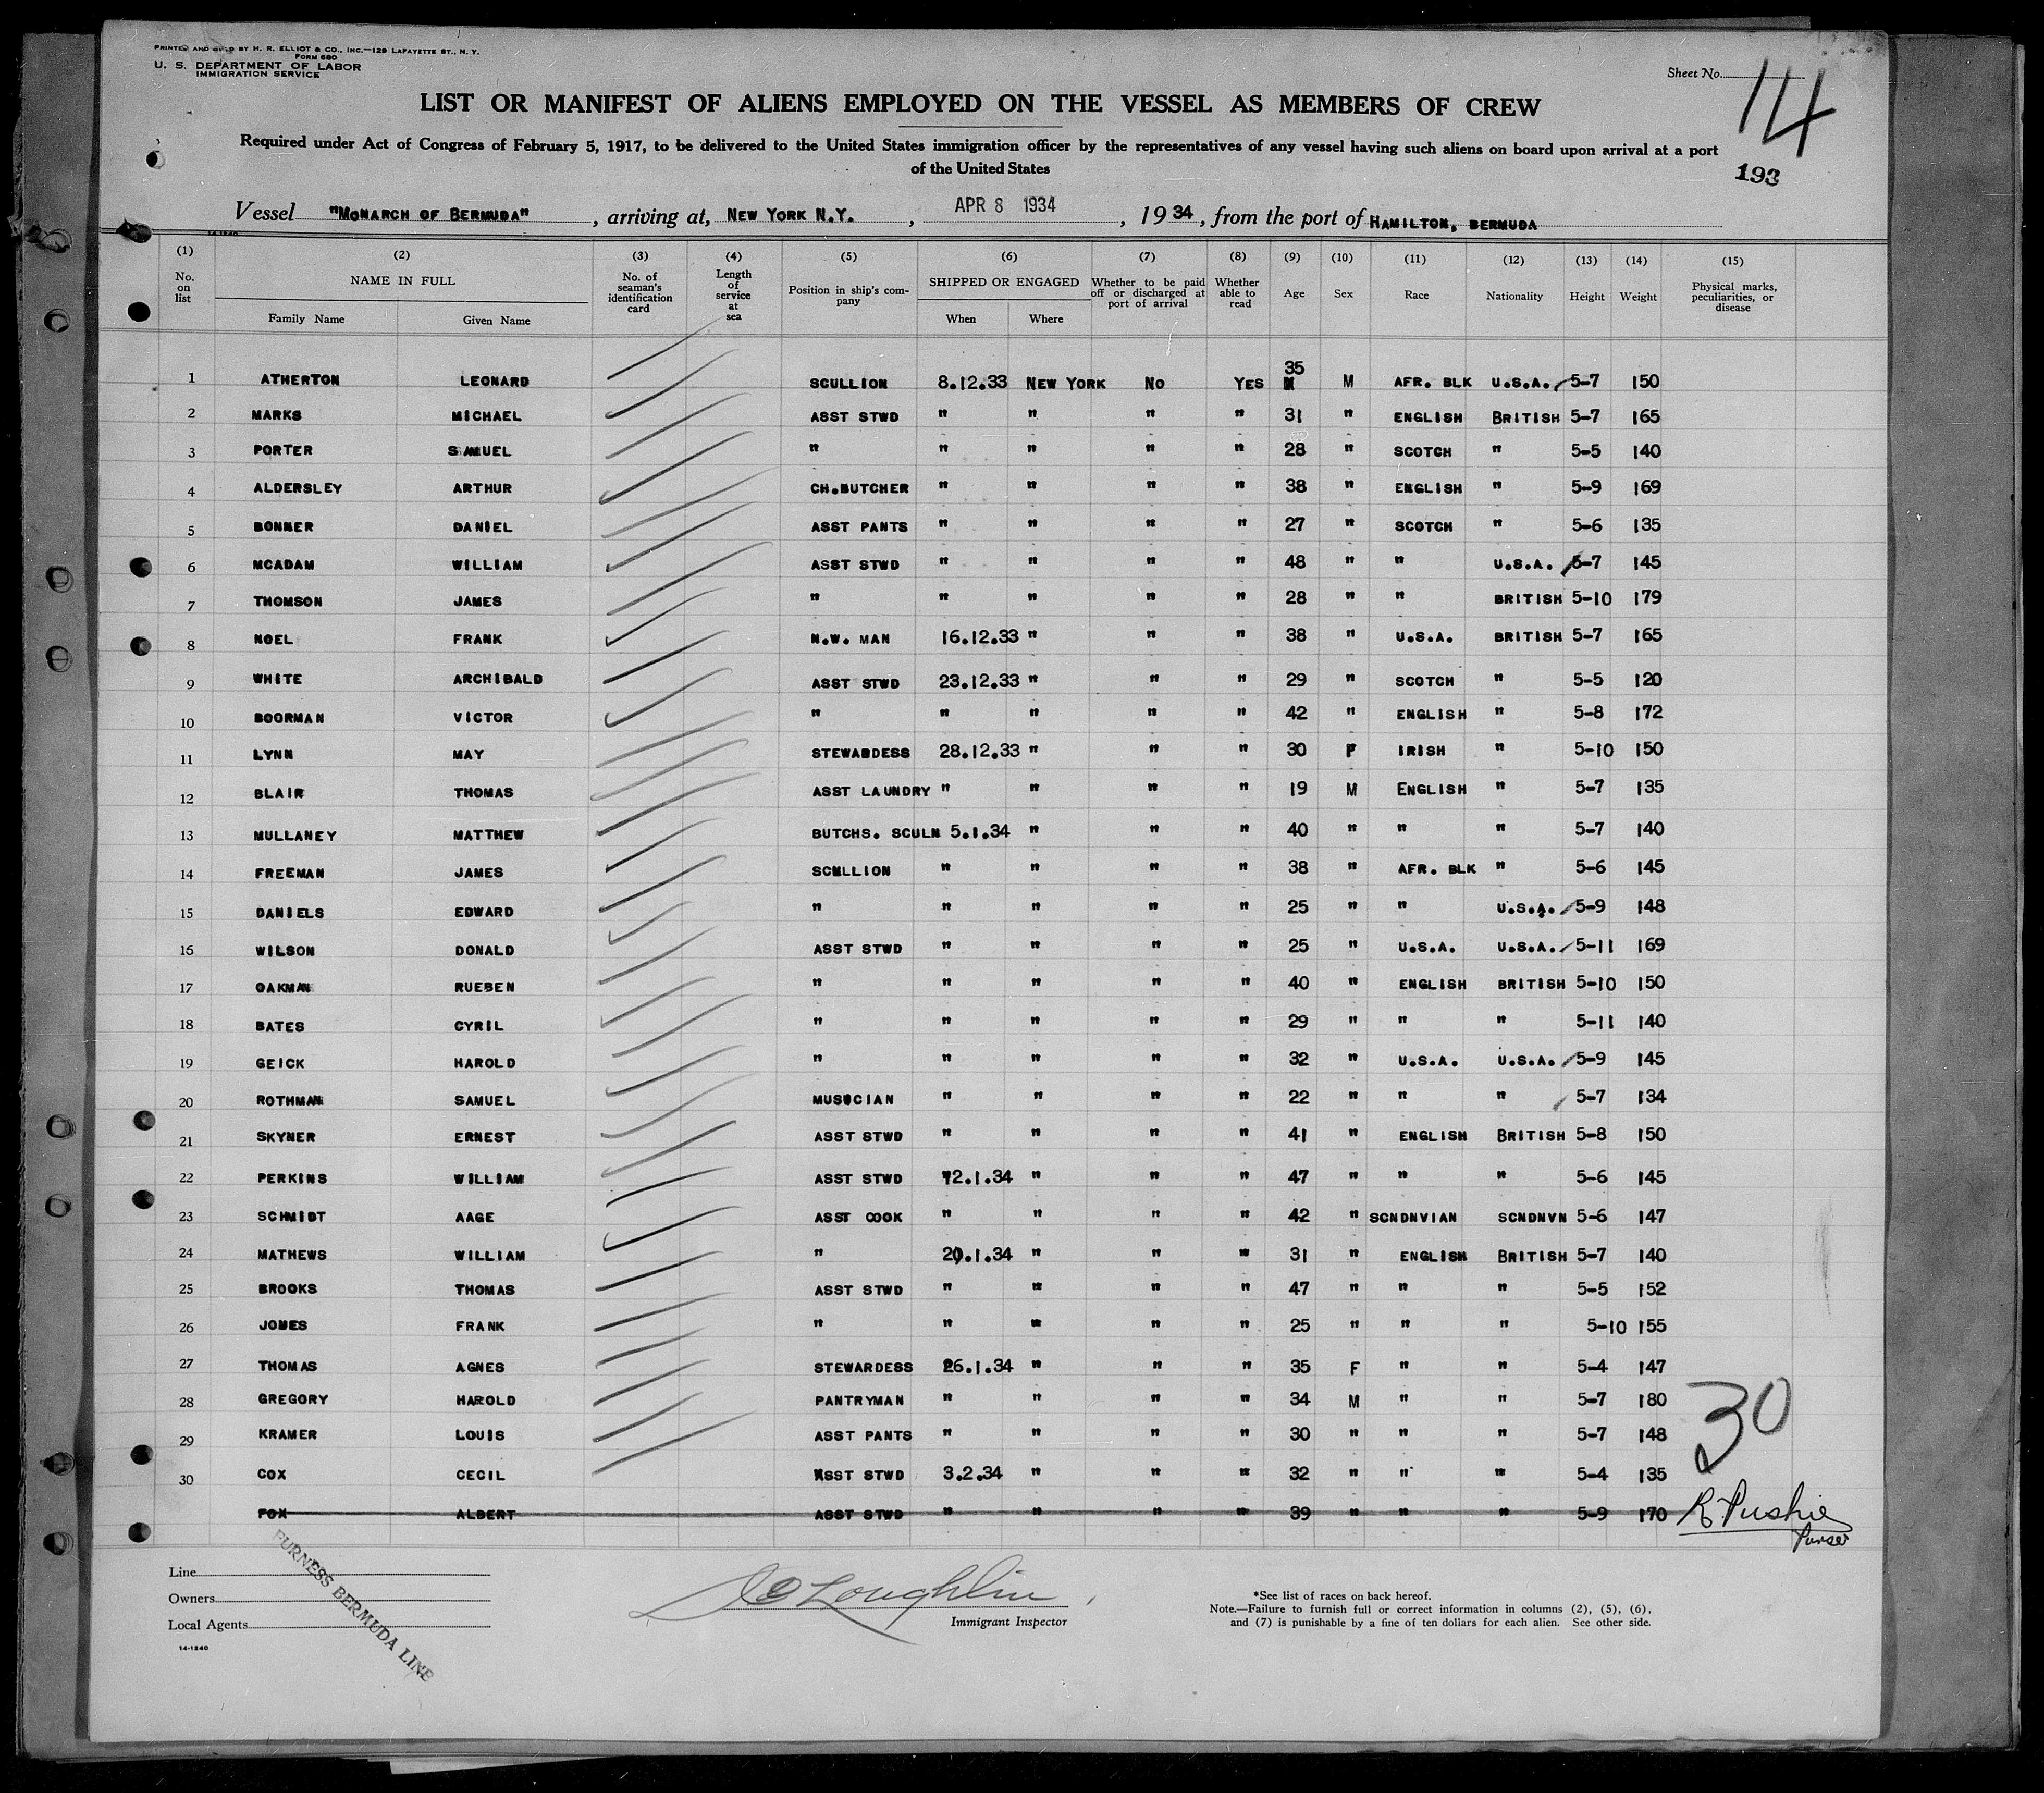 PRINTED AND SOLD BY H. R. ELLIOT & CO., INC.—129 LAFAYETTE ST., N. Y.
FORM 680
U. S. DEPARTMENT OF LABOR
IMMIGRATION SERVICE
Sheet No. 14
LIST OR MANIFEST OF ALIENS EMPLOYED ON THE VESSEL AS MEMBERS OF CREW
Required under Act of Congress of February 5, 1917, to be delivered to the United States immigration officer by the representatives of any vessel having such aliens on board upon arrival at a port
of the United States
193
Vessel "MONARCH OF BERMUDA", arriving at, NEW YORK N.Y., APR 8 1934, 1934, from the port of HAMILTON, BERMUDA
14-1240
(1) (2) (3) (4) (5) (6) (7) (8) (9) (10) (11) (12) (13) (14) (15)
No. on list NAME IN FULL Family Name Given Name No. of seaman's identification card Length of service at sea Position in ship's company SHIPPED OR ENGAGED When Where Whether to be paid off or discharged at port of arrival Whether able to read Age Sex Race Nationality Height Weight Physical marks, peculiarities, or disease
1 ATHERTON LEONARD SCULLION 8.12.33 NEW YORK NO YES 35 M AFR. BLK U.S.A. 5-7 150
2 MARKS MICHAEL ASST STWD " " " " 31 " ENGLISH BRITISH 5-7 165
3 PORTER SAMUEL " " " " " 28 " SCOTCH " 5-5 140
4 ALDERSLEY ARTHUR CH.BUTCHER " " " " 38 " ENGLISH " 5-9 169
5 BONNER DANIEL ASST PANTS " " " " 27 " SCOTCH " 5-6 135
6 MCADAM WILLIAM ASST STWD " " " " 48 " " U.S.A. 5-7 145
7 THOMSON JAMES " " " " " 28 " " BRITISH 5-10 179
8 NOEL FRANK N.W. MAN 16.12.33 " " " 38 " U.S.A. BRITISH 5-7 165
9 WHITE ARCHIBALD ASST STWD 23.12.33 " " " 29 " SCOTCH " 5-5 120
10 BOORMAN VICTOR " " " " " 42 " ENGLISH " 5-8 172
11 LYNN MAY STEWARDESS 28.12.33 " " " 30 F IRISH " 5-10 150
12 BLAIR THOMAS ASST LAUNDRY " " " " 19 M ENGLISH " 5-7 135
13 MULLANEY MATTHEW BUTCHS. SCULN 5.1.34 " " " 40 " " " 5-7 140
14 FREEMAN JAMES SCULLION " " " " 38 " AFR. BLK " 5-6 145
15 DANIELS EDWARD " " " " " 25 " " U.S.A. 5-9 148
16 WILSON DONALD ASST STWD " " " " 25 " U.S.A. U.S.A. 5-11 169
17 OAKMAN RUEBEN " " " " " 40 " ENGLISH BRITISH 5-10 150
18 BATES CYRIL " " " " " 29 " " " 5-11 140
19 GEICK HAROLD " " " " " 32 " U.S.A. U.S.A. 5-9 145
20 ROTHMAN SAMUEL MUSICIAN " " " " 22 " " " 5-7 134
21 SKYNER ERNEST ASST STWD " " " " 41 " ENGLISH BRITISH 5-8 150
22 PERKINS WILLIAM ASST STWD 12.1.34 " " " 47 " " " 5-6 145
23 SCHMIDT AAGE ASST COOK " " " " 42 " SCNDNVIAN SCNDNVN 5-6 147
24 MATHEWS WILLIAM " 20.1.34 " " " 31 " ENGLISH BRITISH 5-7 140
25 BROOKS THOMAS ASST STWD " " " " 47 " " " 5-5 152
26 JONES FRANK " " " " " 25 " " " 5-10 155
27 THOMAS AGNES STEWARDESS 26.1.34 " " " 35 F " " 5-4 147
28 GREGORY HAROLD PANTRYMAN " " " " 34 M " " 5-7 180
29 KRAMER LOUIS ASST PANTS " " " " 30 " " " 5-7 148
30 COX CECIL ASST STWD 3.2.34 " " " 32 " " " 5-4 135
FOX ALBERT ASST STWD " " " " 39 " " " 5-9 170
30
R Pushie
Purser
Line
Owners
Local Agents
14-1240
FURNESS BERMUDA LINE
O'Loughlin
Immigrant Inspector
*See list of races on back hereof.
Note.—Failure to furnish full or correct information in columns (2), (5), (6),
and (7) is punishable by a fine of ten dollars for each alien. See other side.